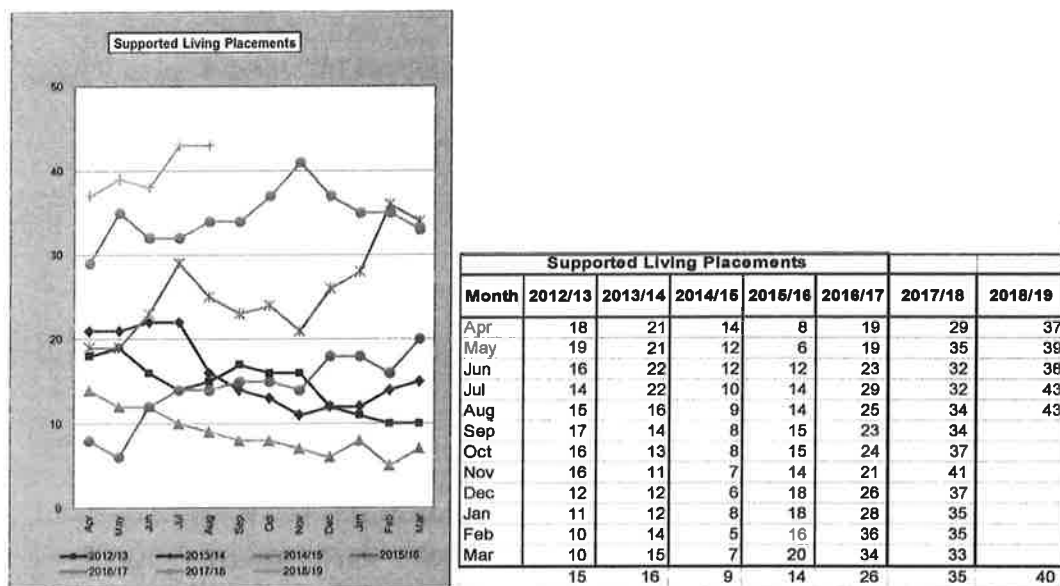 Supported Living Placements
50
40
30
20
10
0
Apr May Jun Jul Aug Sep Oct Nov Dec Jan Feb Mar
2012/13 2013/14 2014/15 2015/16
2016/17 2017/18 2018/19
Supported Living Placements
Month 2012/13 2013/14 2014/15 2015/16 2016/17 2017/18 2018/19
Apr 18 21 14 8 19 29 37
May 19 21 12 6 19 35 39
Jun 16 22 12 12 23 32 38
Jul 14 22 10 14 29 32 43
Aug 15 16 9 14 25 34 43
Sep 17 14 8 15 23 34
Oct 16 13 8 15 24 37
Nov 16 11 7 14 21 41
Dec 12 12 6 18 26 37
Jan 11 12 8 18 28 35
Feb 10 14 5 16 36 35
Mar 10 15 7 20 34 33
15 16 9 14 26 35 40